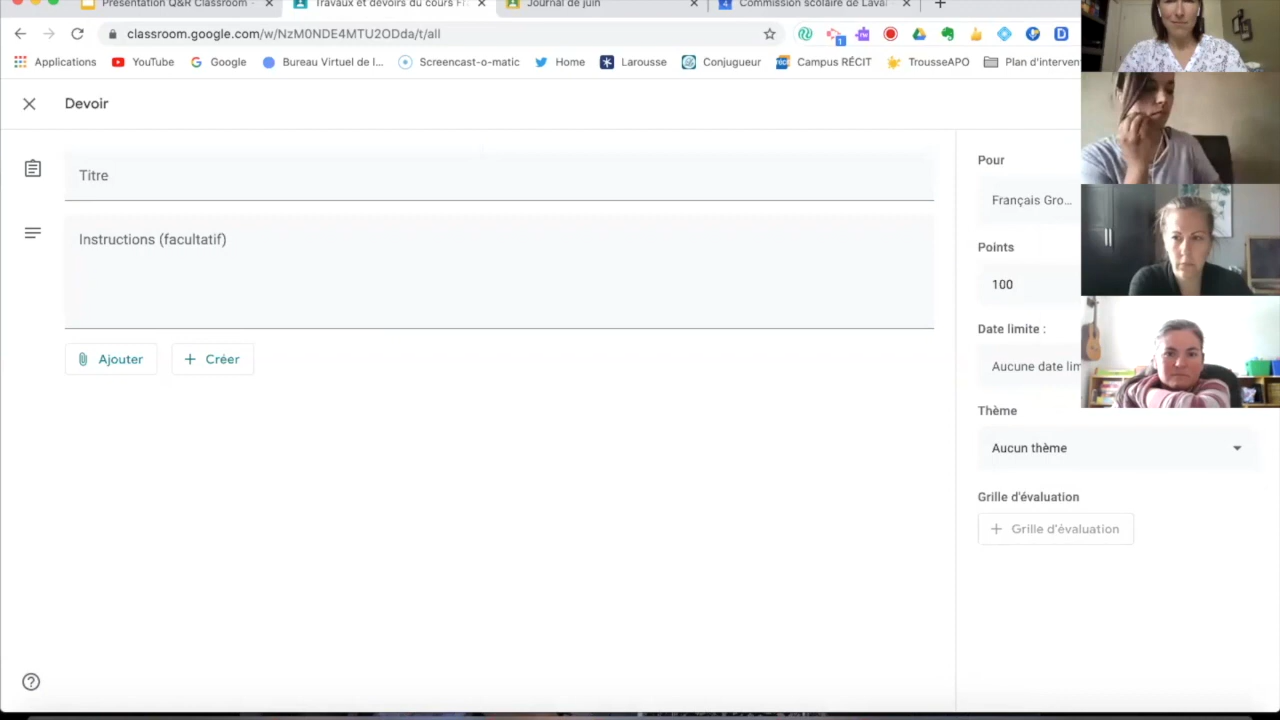 Présentation Q&R Classroom -
Travaux et devoirs du cours Fr
Journal de juin
Commission scolaire de Laval
classroom.google.com/w/NzM0NDE4MTU2ODda/t/all
1
Applications
YouTube
Google
Bureau Virtuel de l'...
Screencast-o-matic
Home
Larousse
Conjugueur
récit
Campus RÉCIT
TrousseAPO
Plan d'interven
Devoir
Titre
Instructions (facultatif)
Ajouter
Créer
Pour
Français Gro...
Points
100
Date limite :
Aucune date lim
Thème
Aucun thème
Grille d'évaluation
Grille d'évaluation